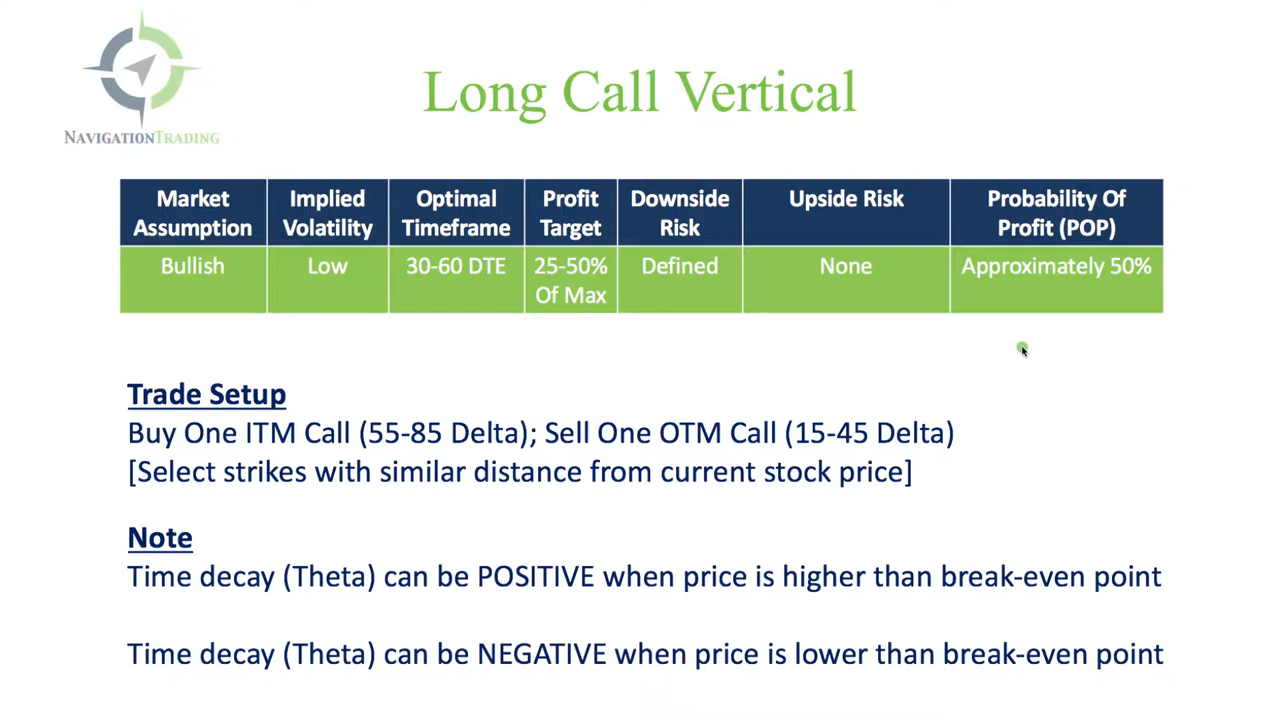 NAVIGATIONTRADING
Long Call Vertical
Market Assumption
Implied Volatility
Optimal Timeframe
Profit Target
Downside Risk
Upside Risk
Probability Of Profit (POP)
Bullish
Low
30-60 DTE
25-50% Of Max
Defined
None
Approximately 50%
Trade Setup
Buy One ITM Call (55-85 Delta); Sell One OTM Call (15-45 Delta)
[Select strikes with similar distance from current stock price]
Note
Time decay (Theta) can be POSITIVE when price is higher than break-even point
Time decay (Theta) can be NEGATIVE when price is lower than break-even point